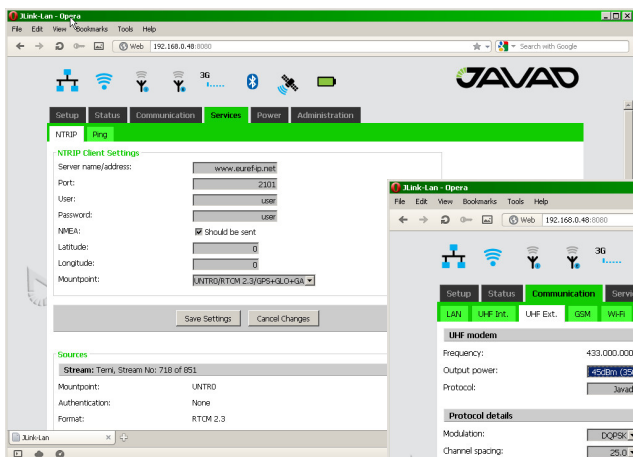 JLink-Lan - Opera
File Edit View Bookmarks Tools Help
Web 192.168.0.48:8080 Search with Google
3G
JAVAD
Setup Status Communication Services Power Administration
NTRIP Ping
NTRIP Client Settings
Server name/address: www.euref-ip.net
Port: 2101
User: user
Password: user
NMEA: Should be sent
Latitude: 0
Longitude: 0
Mountpoint: UNTR0/RTCM 2.3/GPS+GLO+GA
Save Settings Cancel Changes
Sources
Stream: Terni, Stream No: 718 of 851
Mountpoint: UNTR0
Authentication: None
Format: RTCM 2.3
JLink-Lan
JLink-Lan - Opera
File Edit View Bookmarks Tools Help
Web 192.168.0.48:8080
3G
Setup Status Communication Servi
LAN UHF Int. UHF Ext. GSM Wi-Fi
UHF modem
Frequency: 433.000.000
Output power: 45dBm (35
Protocol: Javad
Protocol details
Modulation: DQPSK
Channel spacing: 25.0